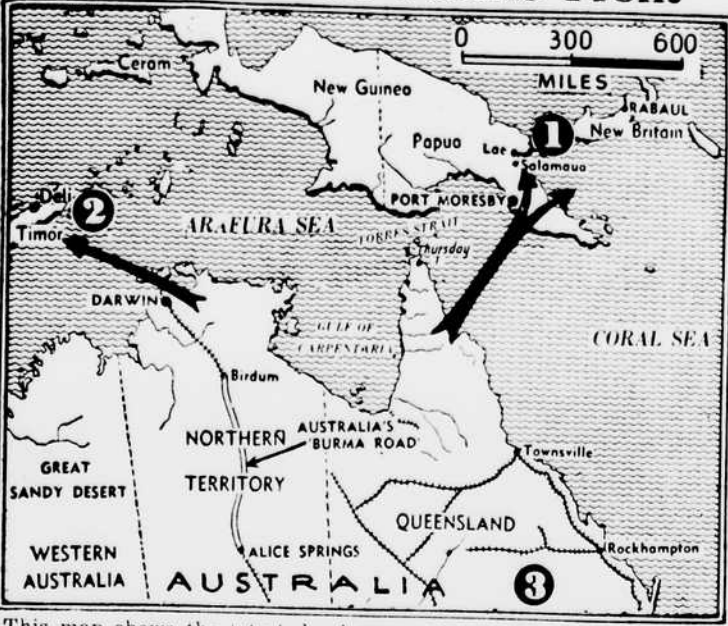 0 300 600
MILES
Ceram
New Guinea
RABAUL
New Britain
1
Papua
Lae
Salamaua
Deli
2
PORT MORESBY
ARAFURA SEA
TORRES STRAIT
Timor
Thursday
I
DARWIN
GULF OF
CARPENTARIA
CORAL SEA
Birdum
AUSTRALIA'S
'BURMA ROAD'
NORTHERN
TERRITORY
Townsville
GREAT
SANDY DESERT
QUEENSLAND
WESTERN
AUSTRALIA
ALICE SPRINGS
Rockhampton
AUSTRALIA
3
This map shows the